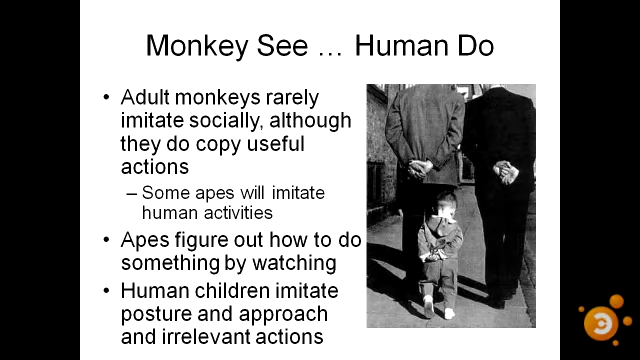 Monkey See … Human Do
• Adult monkeys rarely
imitate socially, although
they do copy useful
actions
– Some apes will imitate
human activities
• Apes figure out how to do
something by watching
• Human children imitate
posture and approach
and irrelevant actions